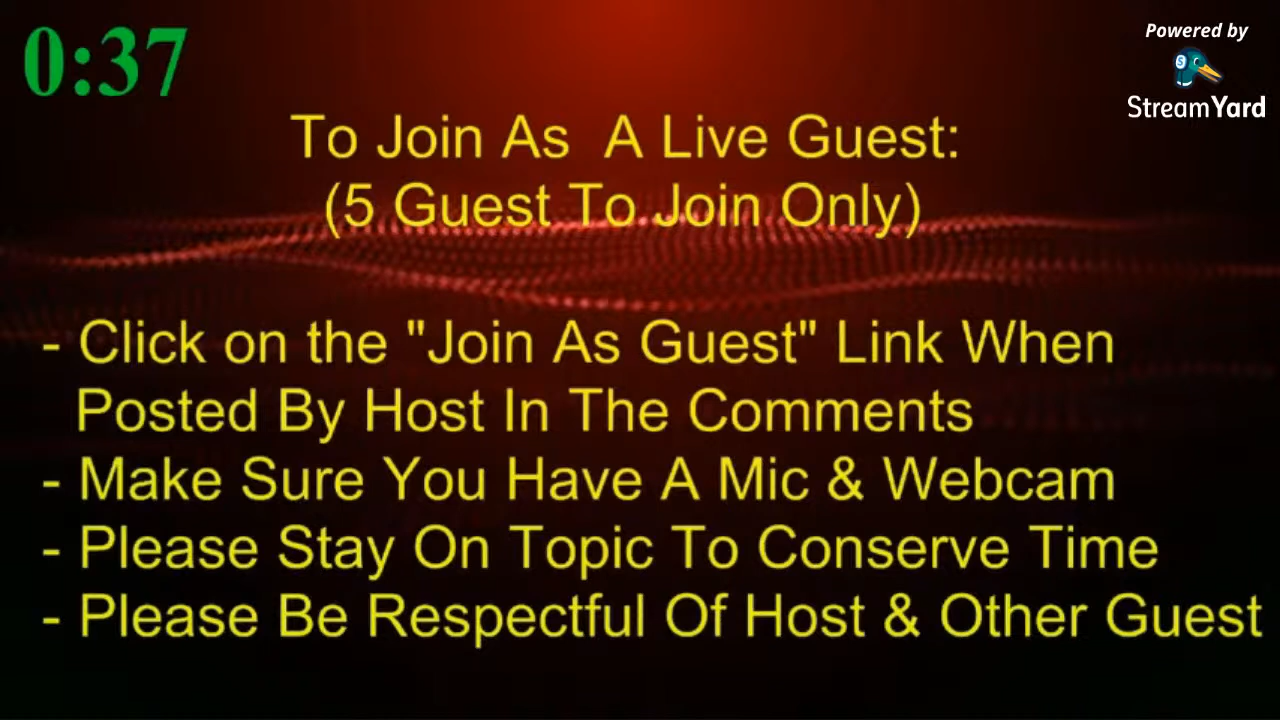 0:37
Powered by
StreamYard
To Join As  A Live Guest:
(5 Guest To Join Only)
- Click on the "Join As Guest" Link When
Posted By Host In The Comments
- Make Sure You Have A Mic & Webcam
- Please Stay On Topic To Conserve Time
- Please Be Respectful Of Host & Other Guest